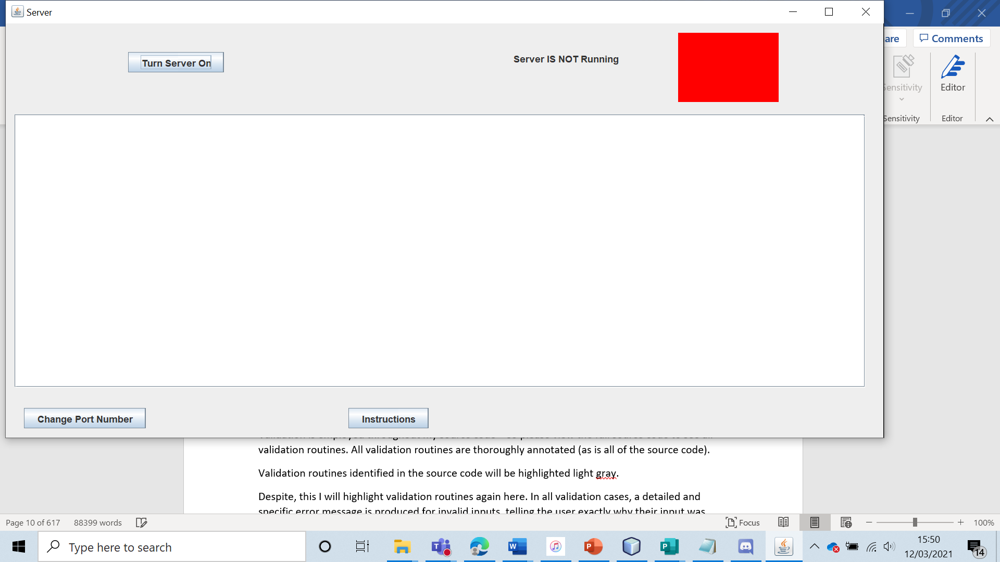 Server
are
Comments
Turn Server On
Server IS NOT Running
Sensitivity
Editor
Sensitivity
Editor
Change Port Number
Instructions
validation routines. All validation routines are thoroughly annotated (as is all of the source code).
Validation routines identified in the source code will be highlighted light gray.
Despite, this I will highlight validation routines again here. In all validation cases, a detailed and
specific error message is produced for invalid inputs, telling the user exactly why their input was
Page 10 of 617
88399 words
Focus
100%
Type here to search
15:50
12/03/2021
14